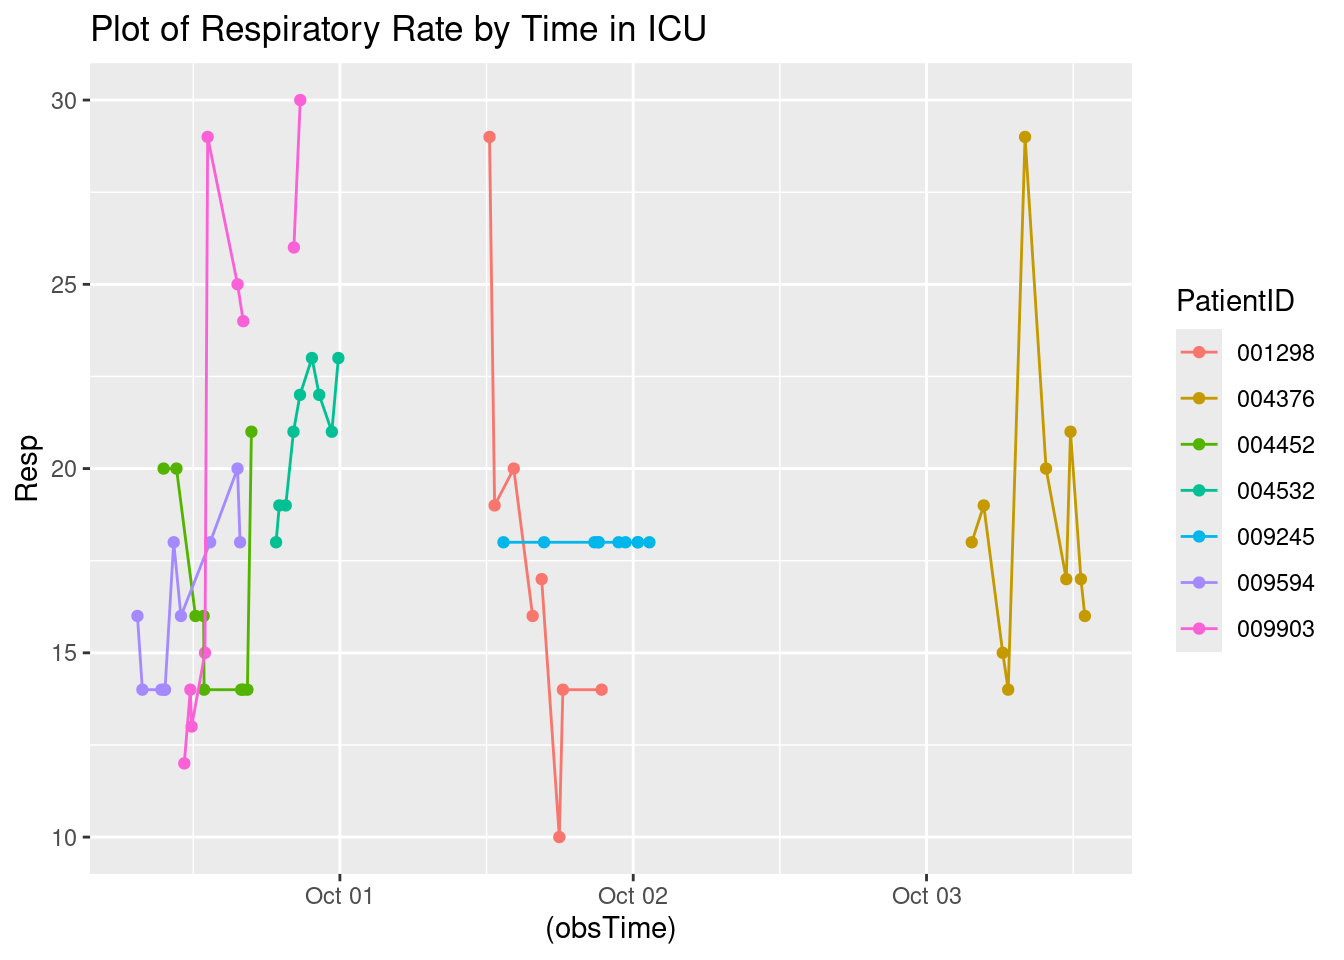 Plot of Respiratory Rate by Time in ICU
30
25
20
15
10
Resp
Oct 01
Oct 02
Oct 03
(obsTime)
PatientID
001298
004376
004452
004532
009245
009594
009903